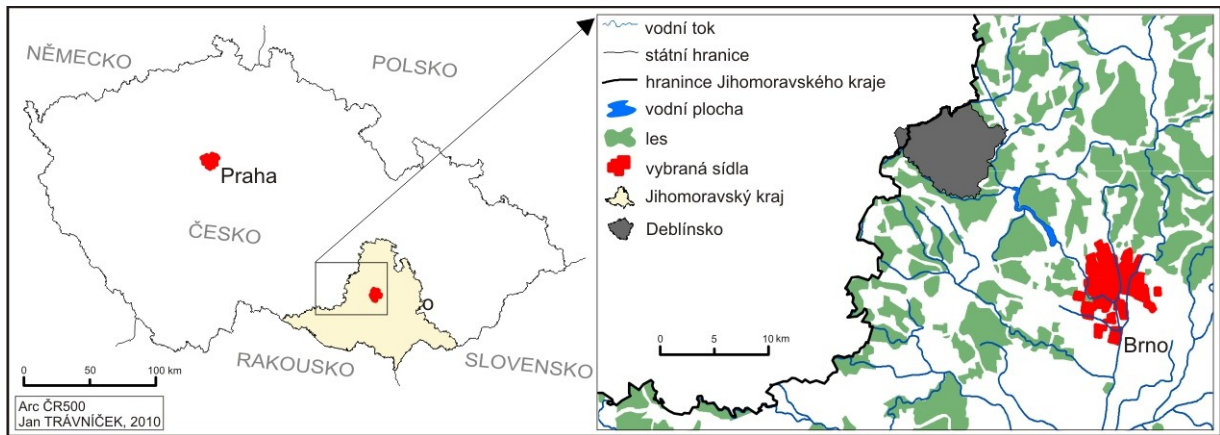 NĚMECKO
POLSKO
Praha
ČESKO
o
RAKOUSKO
SLOVENSKO
0 50 100 km
Arc ČR500
Jan TRÁVNÍČEK, 2010
vodní tok
státní hranice
hranince Jihomoravského kraje
vodní plocha
les
vybraná sídla
Jihomoravský kraj
Deblínsko
0 5 10 km
Brno